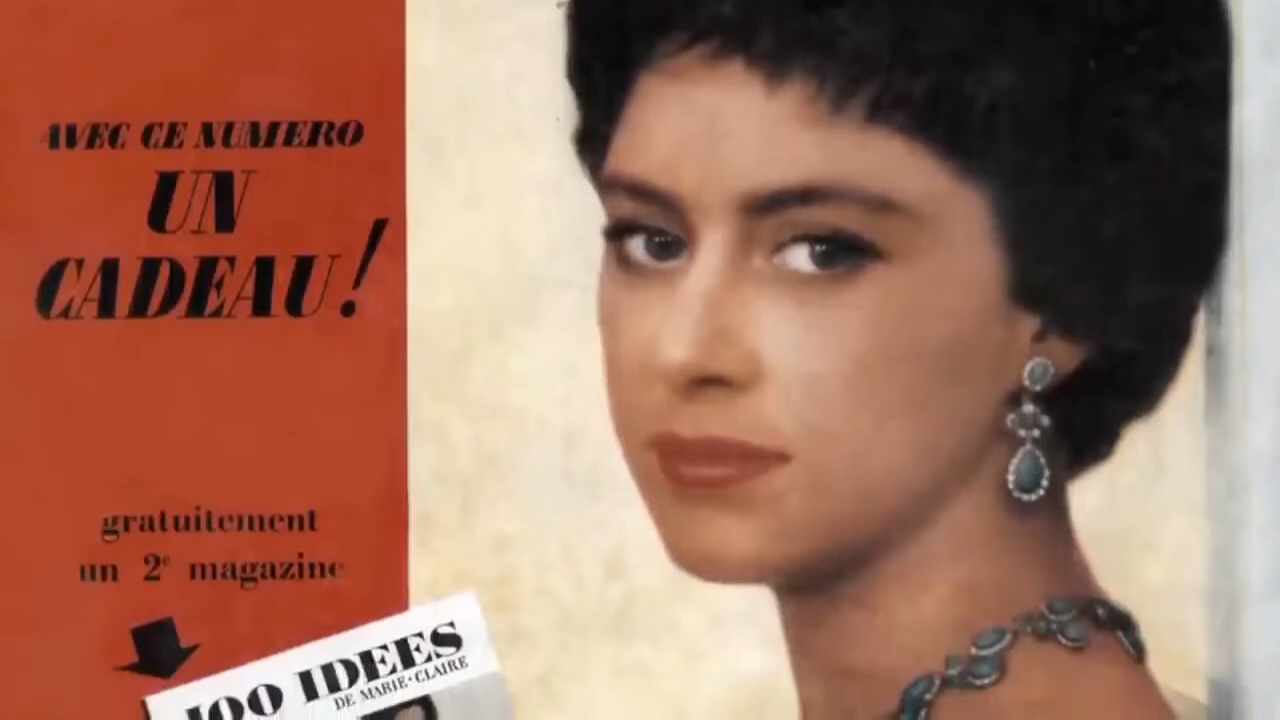 AVEC CE NUMERO
UN
CADEAU!
gratuitement
un 2e magazine
100 IDEES
DE MARIE·CLAIRE